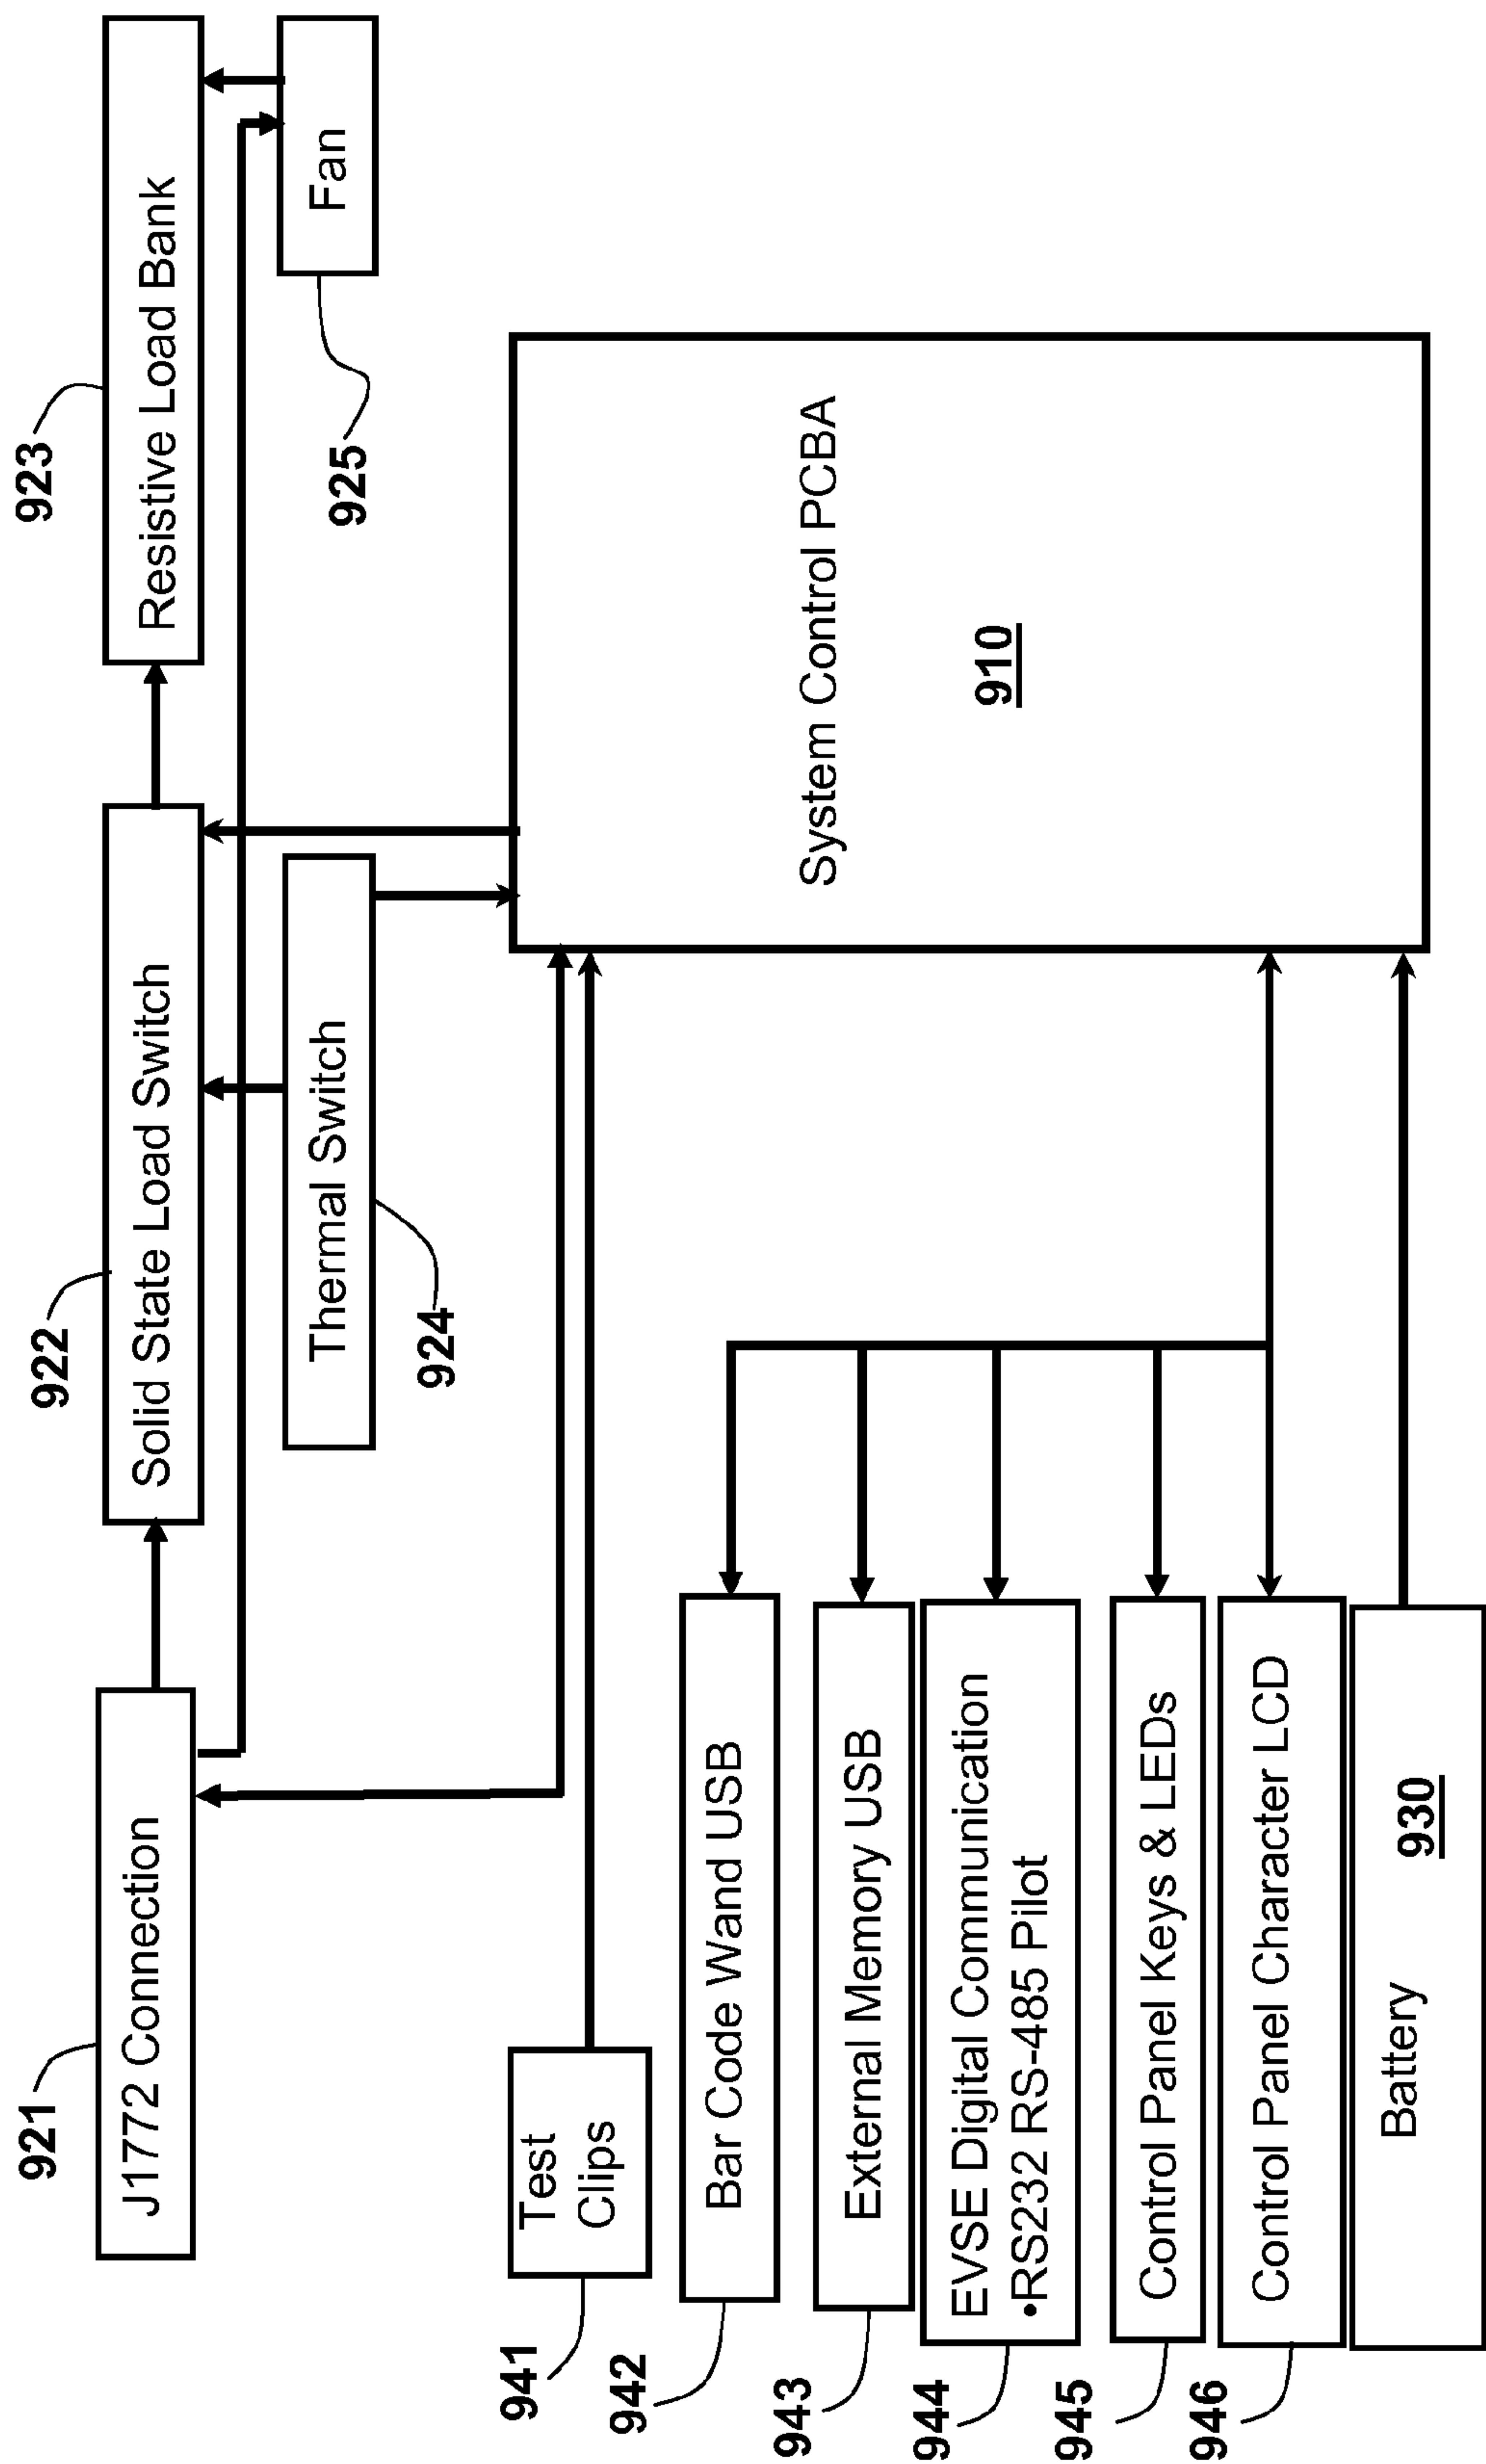 921
J1772 Connection
922
Solid State Load Switch
923
Resistive Load Bank
924
Thermal Switch
925
Fan
System Control PCBA
910
941
Test
Clips
942
Bar Code Wand USB
943
External Memory USB
944
EVSE Digital Communication
•RS232 RS-485 Pilot
945
Control Panel Keys & LEDs
946
Control Panel Character LCD
Battery
930